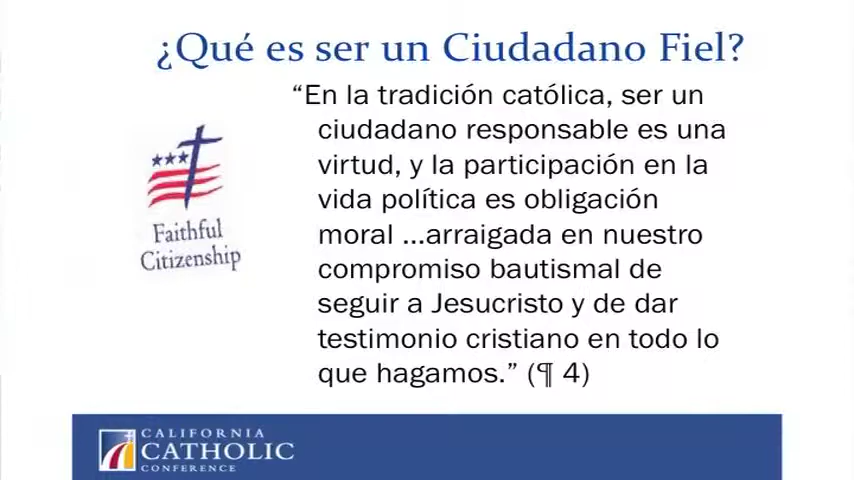 ¿Qué es ser un Ciudadano Fiel?
“En la tradición católica, ser un
ciudadano responsable es una
virtud, y la participación en la
vida política es obligación
moral ...arraigada en nuestro
compromiso bautismal de
seguir a Jesucristo y de dar
testimonio cristiano en todo lo
que hagamos.” (¶ 4)
Faithful
Citizenship
CALIFORNIA
CATHOLIC
CONFERENCE